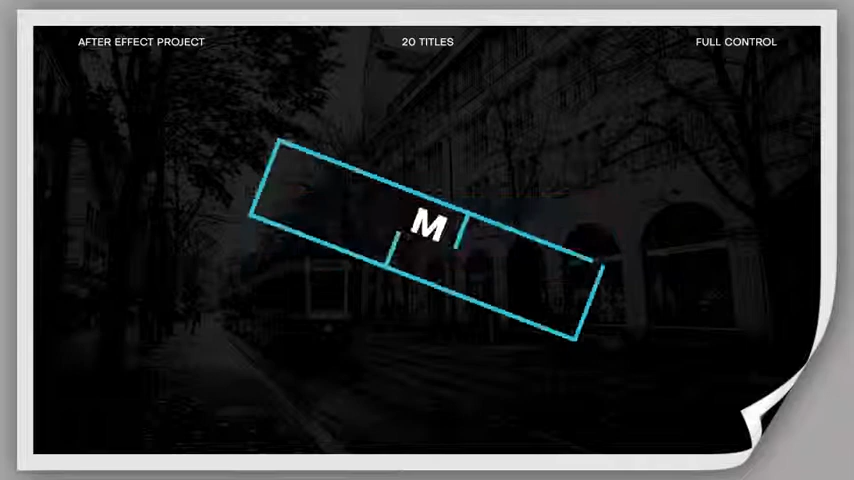 AFTER EFFECT PROJECT
20 TITLES
FULL CONTROL
M